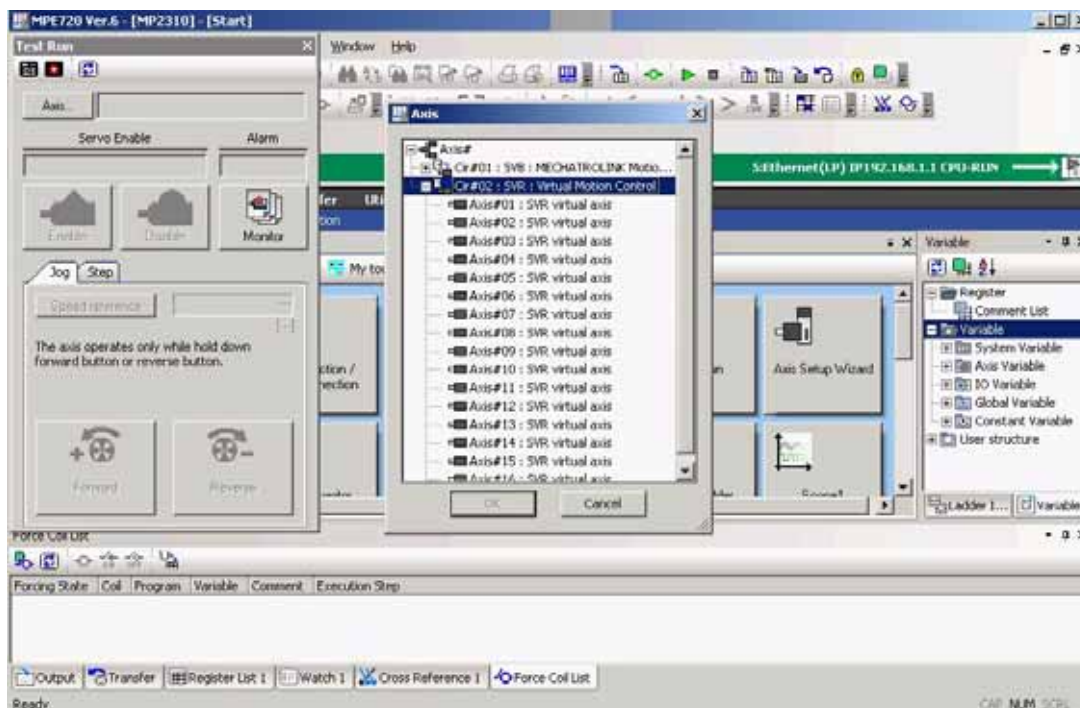 MPE720 Ver.6 - [MP2310] - [Start]
Test Run
Window Help
Axis...
Servo Enable Alarm
Enable Disable Monitor
Jog Step
Speed reference
[-]
The axis operates only while hold down
forward button or reverse button.
Forward Reverse
Axis
Axis#
Cir#01 : SVB : MECHATROLINK Motio...
Cir#02 : SVR : Virtual Motion Control
Axis#01 : SVR virtual axis
Axis#02 : SVR virtual axis
Axis#03 : SVR virtual axis
Axis#04 : SVR virtual axis
Axis#05 : SVR virtual axis
Axis#06 : SVR virtual axis
Axis#07 : SVR virtual axis
Axis#08 : SVR virtual axis
Axis#09 : SVR virtual axis
Axis#10 : SVR virtual axis
Axis#11 : SVR virtual axis
Axis#12 : SVR virtual axis
Axis#13 : SVR virtual axis
Axis#14 : SVR virtual axis
Axis#15 : SVR virtual axis
Axis#16 : SVR virtual axis
OK Cancel
5:Ethernet(LP) IP192.168.1.1 CPU-RUN
My tou
Axis Setup Wizard
Scope1
Variable
Register
Comment List
Variable
System Variable
Axis Variable
IO Variable
Global Variable
Constant Variable
User structure
Ladder 1... Variable
Force Coil List
Forcing State Coil Program Variable Comment Execution Step
Output Transfer Register List 1 Watch 1 Cross Reference 1 Force Coil List
Ready
CAP NUM SCRL